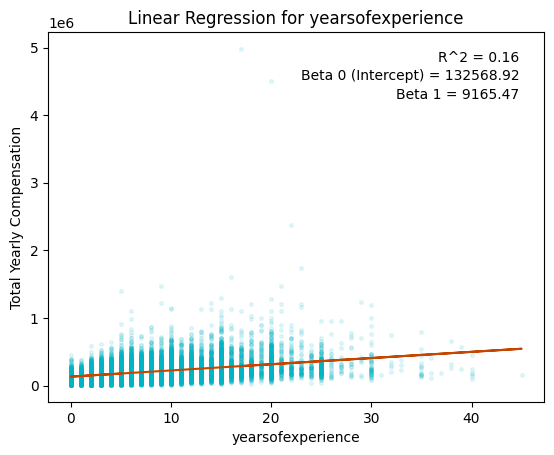 Linear Regression for yearsofexperience
1e6
R^2 = 0.16
Beta 0 (Intercept) = 132568.92
Beta 1 = 9165.47
Total Yearly Compensation
5
4
3
2
1
0
0 10 20 30 40
yearsofexperience